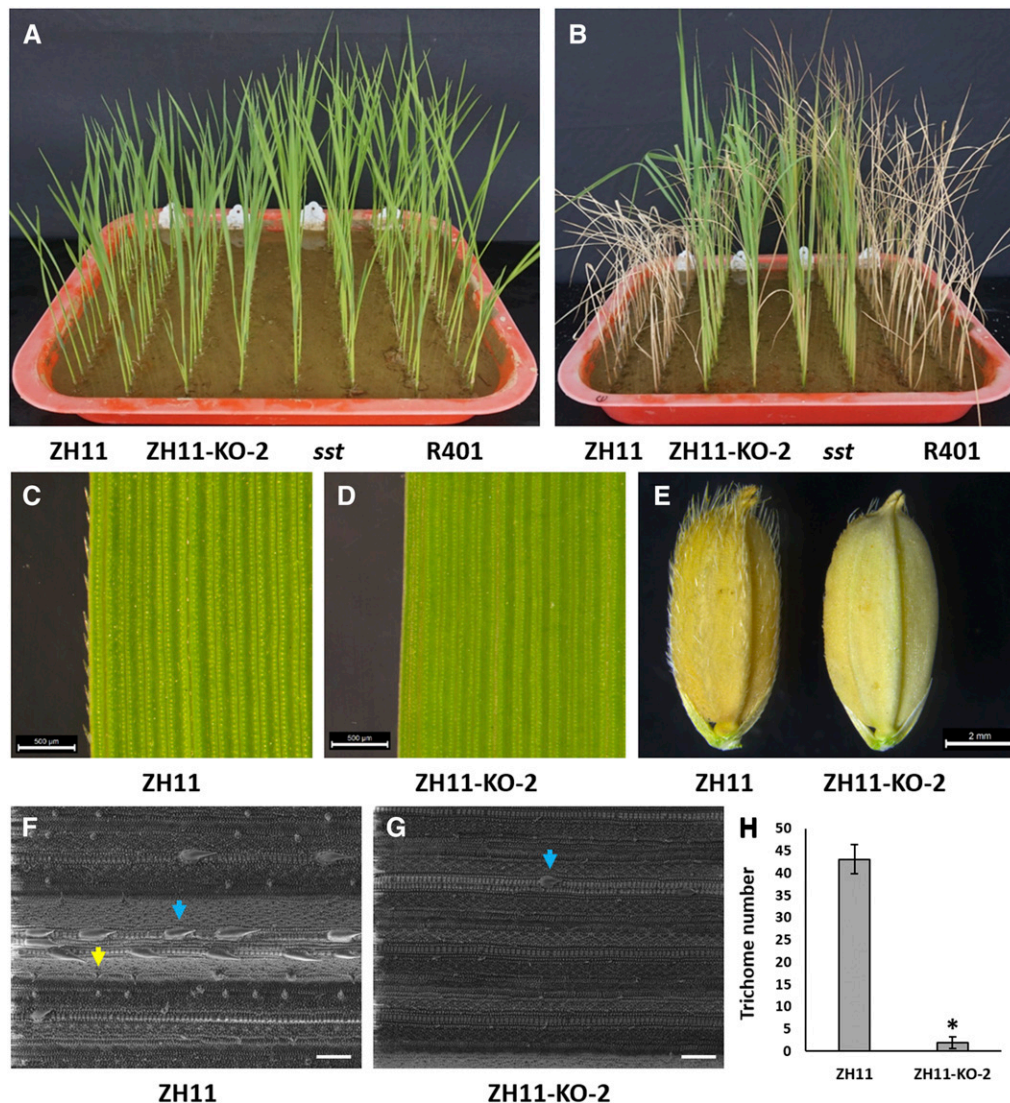 A
B
ZH11 ZH11-KO-2 sst R401
ZH11 ZH11-KO-2 sst R401
C
D
E
500 µm
500 µm
2 mm
ZH11
ZH11-KO-2
ZH11 ZH11-KO-2
F
G
H
Trichome number
50
45
40
35
30
25
20
15
10
5
0
*
ZH11 ZH11-KO-2
ZH11
ZH11-KO-2